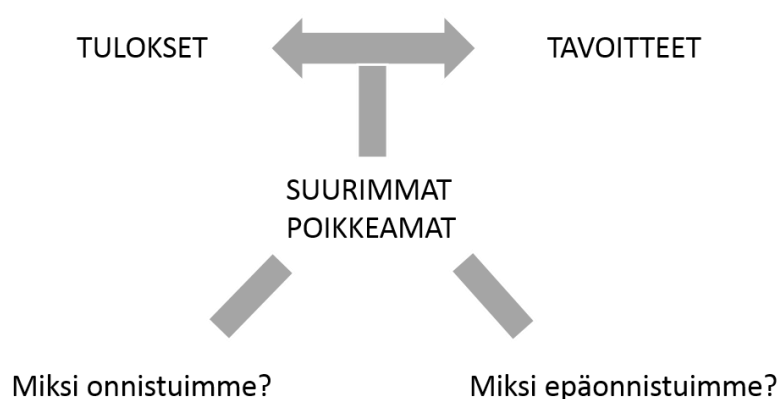 TULOKSET
TAVOITTEET
SUURIMMAT
POIKKEAMAT
Miksi onnistuimme?
Miksi epäonnistuimme?